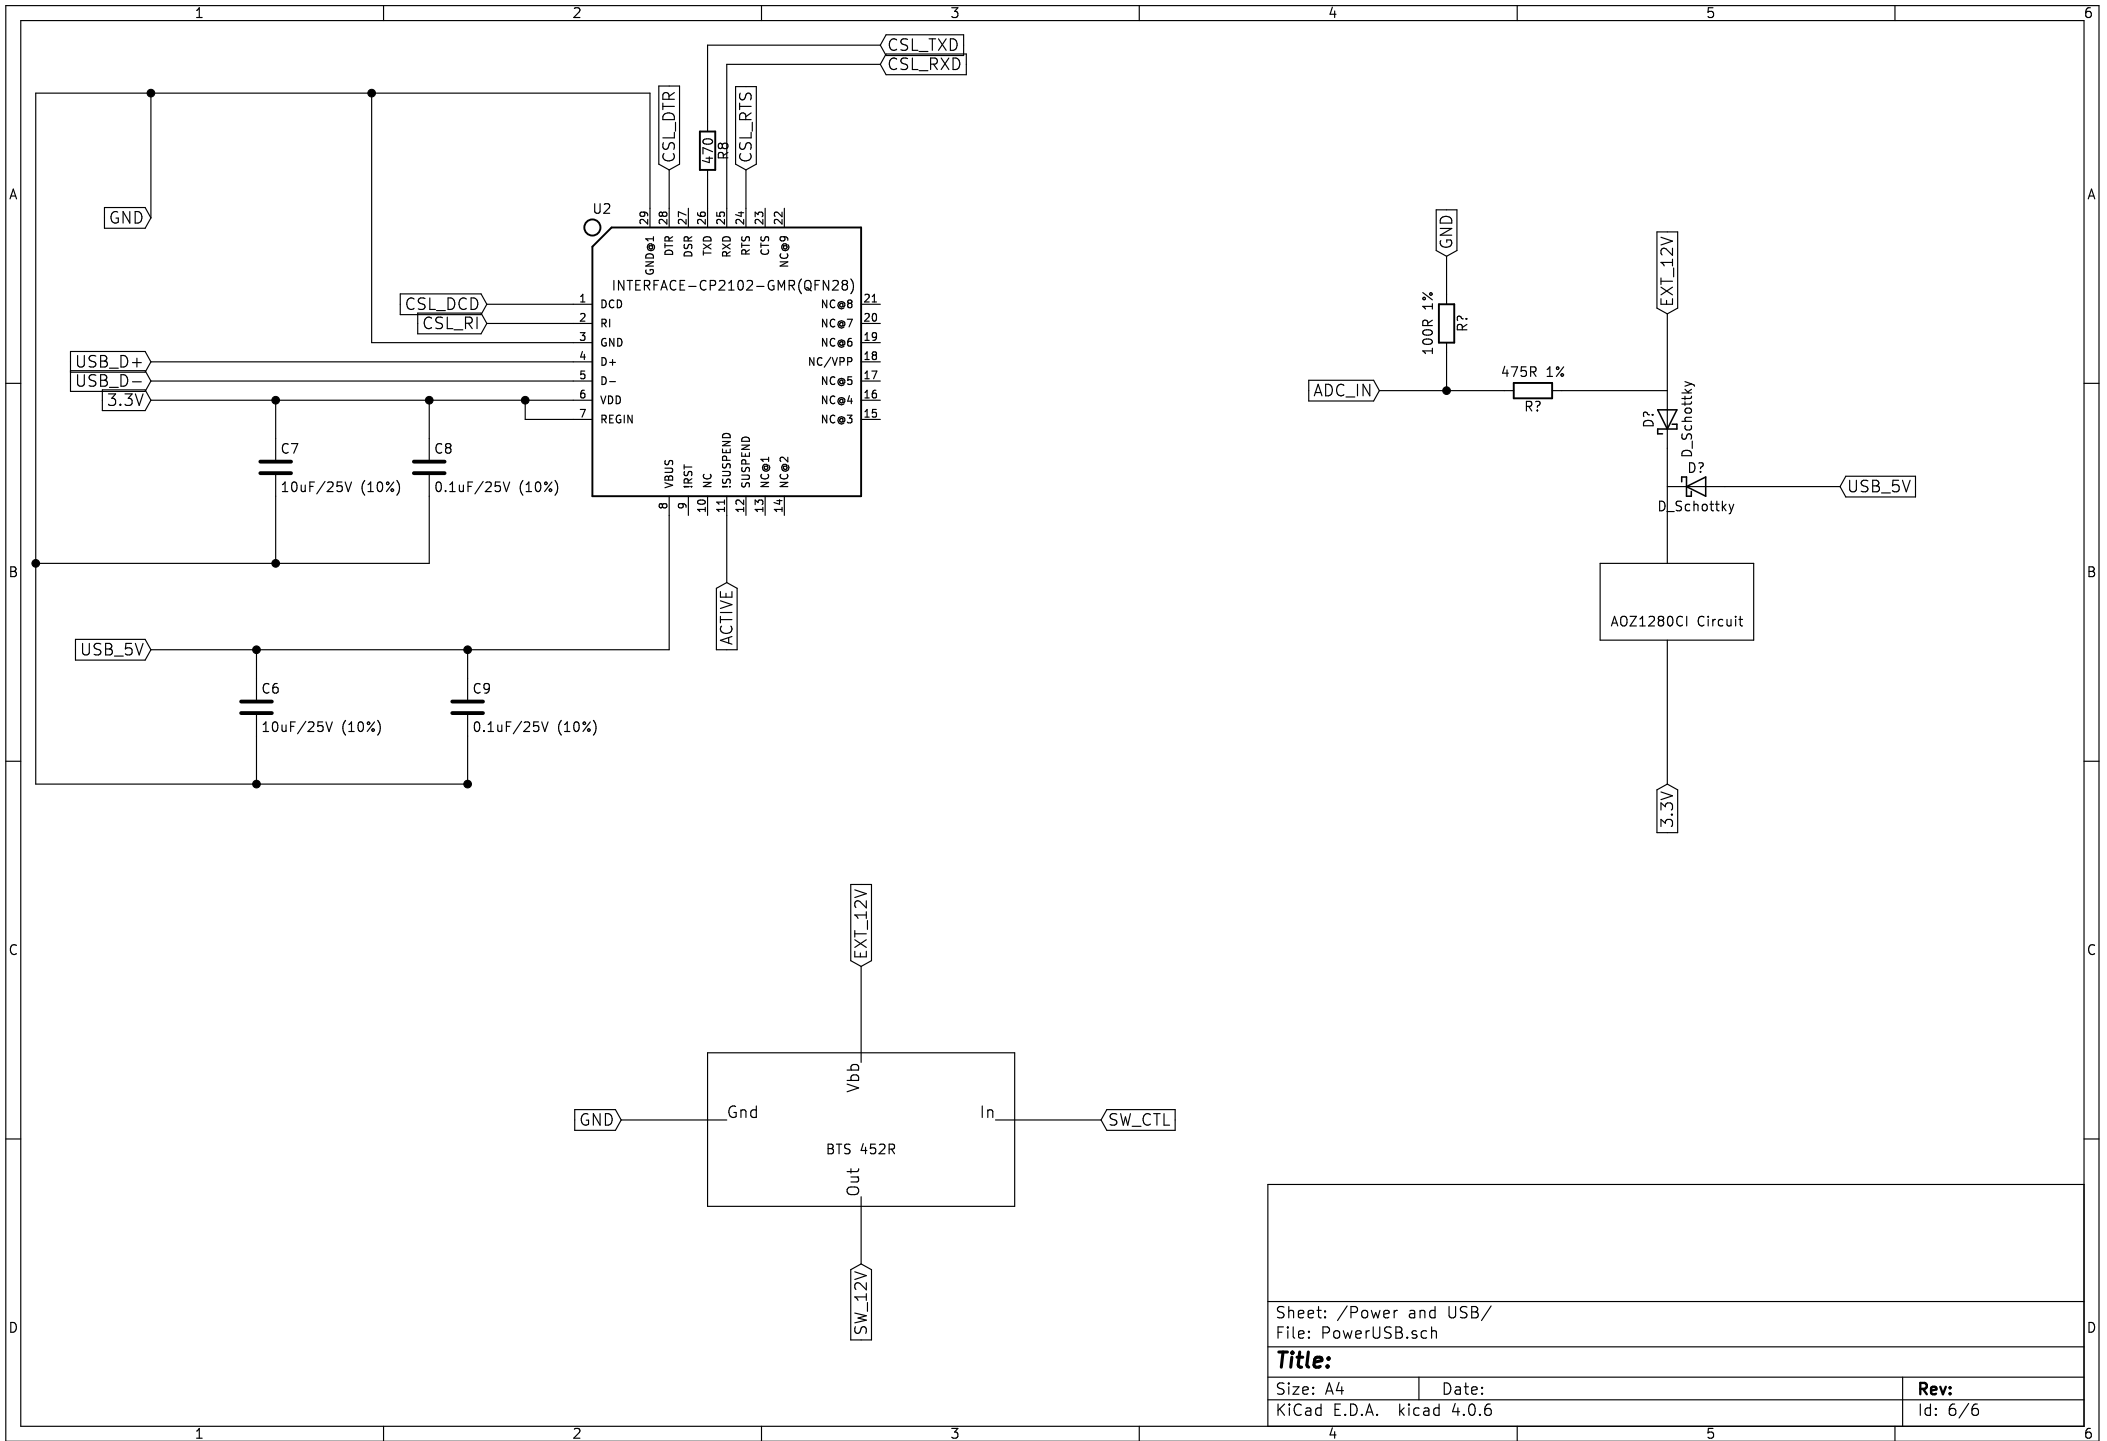 1 2 3 4 5 6
CSL_TXD
CSL_RXD
CSL_DTR
470
R8
CSL_RTS
A
A
GND
U2
29 28 27 26 25 24 23 22
GND@1 DTR DSR TXD RXD RTS CTS NC@9
INTERFACE-CP2102-GMR(QFN28)
CSL_DCD 1 DCD NC@8 21
CSL_RI 2 RI NC@7 20
3 GND NC@6 19
USB_D+ 4 D+ NC/VPP 18
USB_D- 5 D- NC@5 17
3.3V 6 VDD NC@4 16
7 REGIN NC@3 15
VBUS !RST NC !SUSPEND SUSPEND NC@1 NC@2
8 9 10 11 12 13 14
C7
10uF/25V (10%)
C8
0.1uF/25V (10%)
GND
100R 1%
R?
EXT_12V
ADC_IN
475R 1%
R?
D?
D_Schottky
D?
D_Schottky
USB_5V
B
B
AOZ1280CI Circuit
ACTIVE
USB_5V
C6
10uF/25V (10%)
C9
0.1uF/25V (10%)
3.3V
C
C
EXT_12V
Vbb
GND
Gnd
In
SW_CTL
BTS 452R
Out
SW_12V
D
D
Sheet: /Power and USB/
File: PowerUSB.sch
Title:
Size: A4 Date: Rev:
KiCad E.D.A. kicad 4.0.6 Id: 6/6
1 2 3 4 5 6